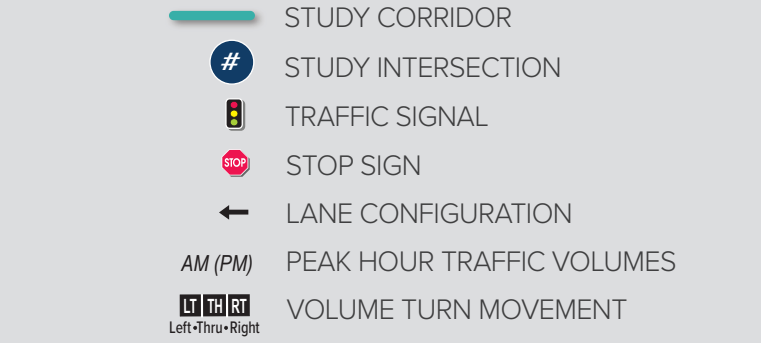 STUDY CORRIDOR
# STUDY INTERSECTION
TRAFFIC SIGNAL
STOP STOP SIGN
LANE CONFIGURATION
AM (PM) PEAK HOUR TRAFFIC VOLUMES
LT TH RT VOLUME TURN MOVEMENT
Left•Thru•Right